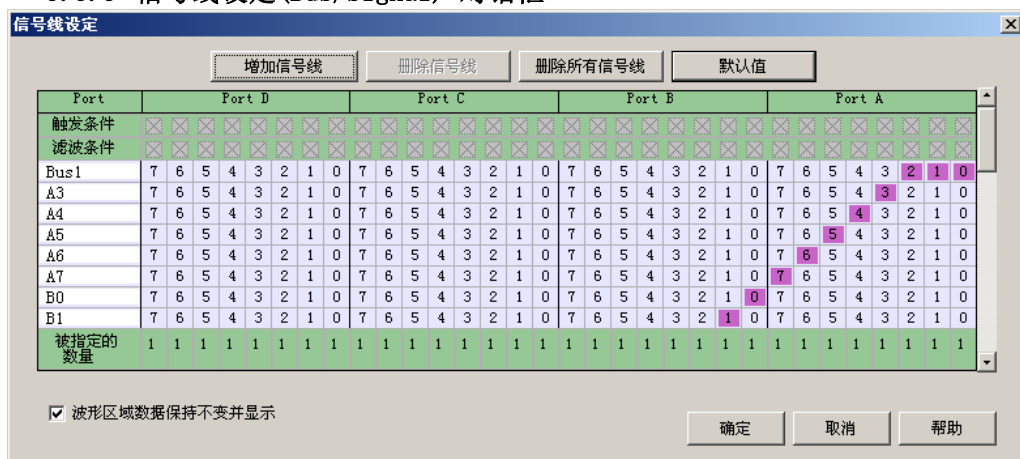 信号线设定
增加信号线 删除信号线 删除所有信号线 默认值
Port Port D Port C Port B Port A
触发条件
滤波条件
Bus1 7 6 5 4 3 2 1 0 7 6 5 4 3 2 1 0 7 6 5 4 3 2 1 0 7 6 5 4 3 2 1 0
A3 7 6 5 4 3 2 1 0 7 6 5 4 3 2 1 0 7 6 5 4 3 2 1 0 7 6 5 4 3 2 1 0
A4 7 6 5 4 3 2 1 0 7 6 5 4 3 2 1 0 7 6 5 4 3 2 1 0 7 6 5 4 3 2 1 0
A5 7 6 5 4 3 2 1 0 7 6 5 4 3 2 1 0 7 6 5 4 3 2 1 0 7 6 5 4 3 2 1 0
A6 7 6 5 4 3 2 1 0 7 6 5 4 3 2 1 0 7 6 5 4 3 2 1 0 7 6 5 4 3 2 1 0
A7 7 6 5 4 3 2 1 0 7 6 5 4 3 2 1 0 7 6 5 4 3 2 1 0 7 6 5 4 3 2 1 0
B0 7 6 5 4 3 2 1 0 7 6 5 4 3 2 1 0 7 6 5 4 3 2 1 0 7 6 5 4 3 2 1 0
B1 7 6 5 4 3 2 1 0 7 6 5 4 3 2 1 0 7 6 5 4 3 2 1 0 7 6 5 4 3 2 1 0
被指定的 1 1 1 1 1 1 1 1 1 1 1 1 1 1 1 1 1 1 1 1 1 1 1 1 1 1 1 1 1 1 1 1
数量
波形区域数据保持不变并显示
确定 取消 帮助